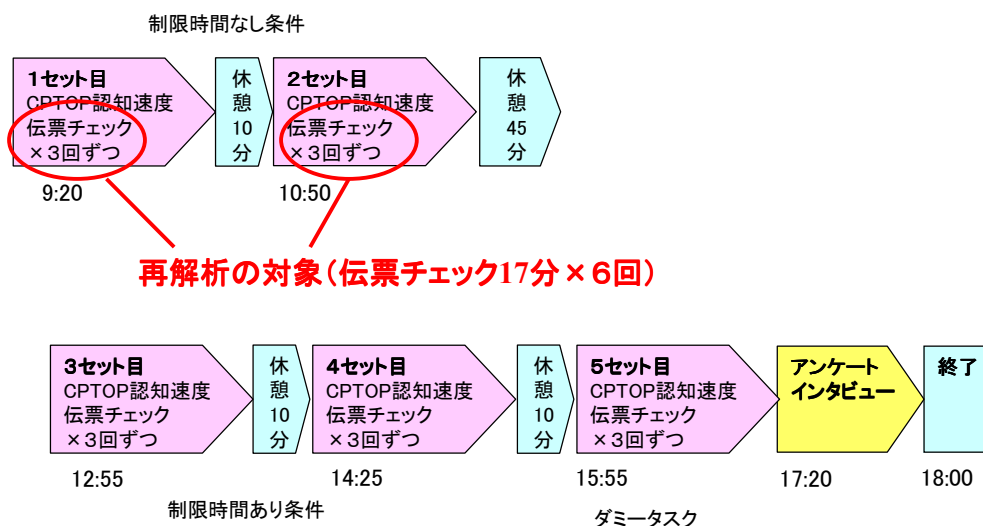 制限時間なし条件
1セット目
CPTOP認知速度
伝票チェック
×3回ずつ
休憩10分
2セット目
CPTOP認知速度
伝票チェック
×3回ずつ
休憩45分
9:20
10:50
再解析の対象(伝票チェック17分×6回)
3セット目
CPTOP認知速度
伝票チェック
×3回ずつ
休憩10分
4セット目
CPTOP認知速度
伝票チェック
×3回ずつ
休憩10分
5セット目
CPTOP認知速度
伝票チェック
×3回ずつ
アンケート
インタビュー
終了
12:55
14:25
15:55
17:20
18:00
制限時間あり条件
ダミータスク